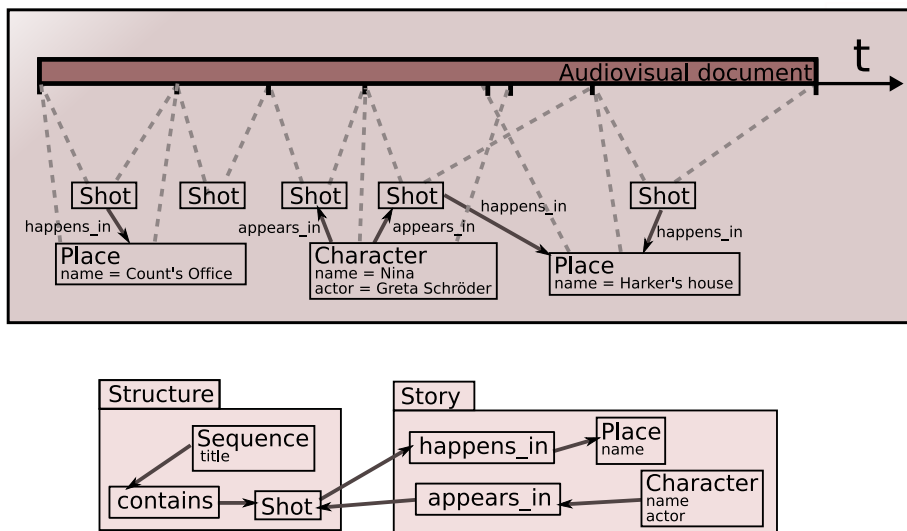 t
Audiovisual document
Shot
Shot
Shot
Shot
Shot
happens_in
appears_in
appears_in
happens_in
happens_in
Place
name = Count's Office
Character
name = Nina
actor = Greta Schröder
Place
name = Harker's house
Structure
Sequence
title
contains
Shot
Story
happens_in
Place
name
appears_in
Character
name
actor